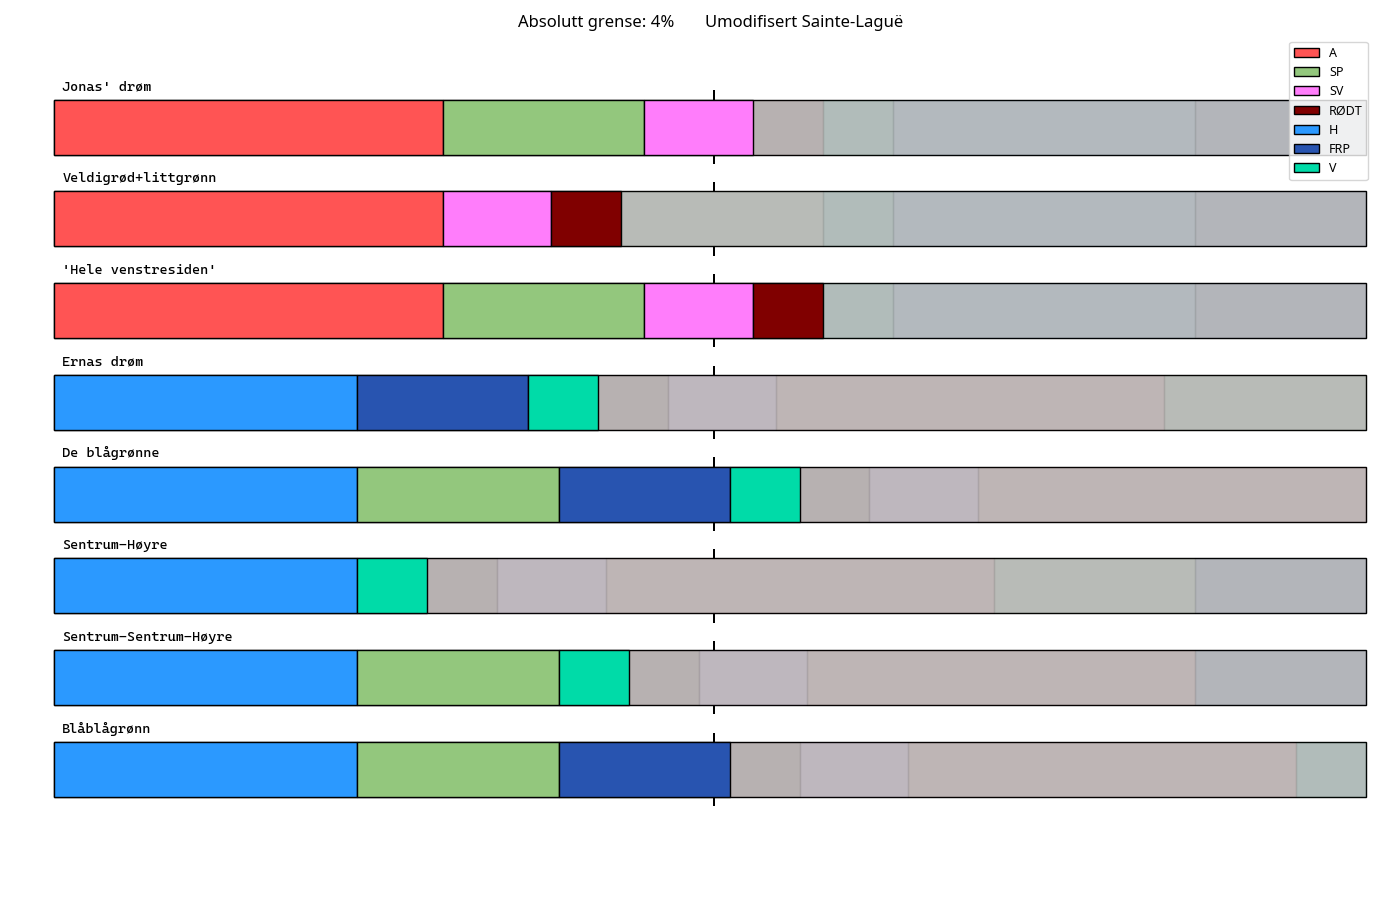 Absolutt grense: 4% Umodifisert Sainte-Laguë
A
SP
SV
RØDT
H
FRP
V
Jonas' drøm
Veldigrød+littgrønn
'Hele venstresiden'
Ernas drøm
De blågrønne
Sentrum-Høyre
Sentrum-Sentrum-Høyre
Blåblågrønn